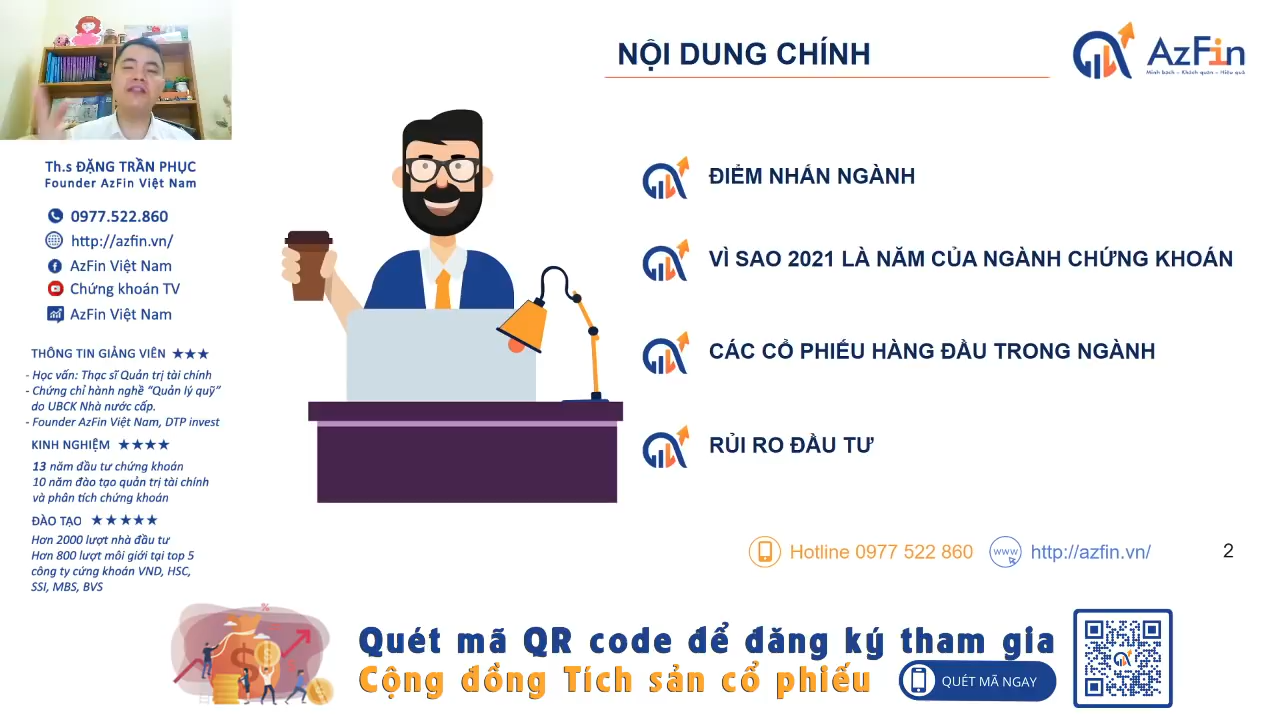 NỘI DUNG CHÍNH
AzFin
Minh bạch - Khách quan - Hiệu quả
Th.s ĐẶNG TRẦN PHỤC
Founder AzFin Việt Nam
0977.522.860
http://azfin.vn/
AzFin Việt Nam
Chứng khoán TV
AzFin Việt Nam
THÔNG TIN GIẢNG VIÊN ★★★
- Học vấn: Thạc sĩ Quản trị tài chính
- Chứng chỉ hành nghề “Quản lý quỹ”
do UBCK Nhà nước cấp.
- Founder AzFin Việt Nam, DTP invest
KINH NGHIỆM ★★★★
13 năm đầu tư chứng khoán
10 năm đào tạo quản trị tài chính
và phân tích chứng khoán
ĐÀO TẠO ★★★★★
Hơn 2000 lượt nhà đầu tư
Hơn 800 lượt môi giới tại top 5
công ty cứng khoán VND, HSC,
SSI, MBS, BVS
ĐIỂM NHẤN NGÀNH
VÌ SAO 2021 LÀ NĂM CỦA NGÀNH CHỨNG KHOÁN
CÁC CỔ PHIẾU HÀNG ĐẦU TRONG NGÀNH
RỦI RO ĐẦU TƯ
Hotline 0977 522 860
www
http://azfin.vn/
2
Quét mã QR code để đăng ký tham gia
Cộng đồng Tích sản cổ phiếu
QUÉT MÃ NGAY